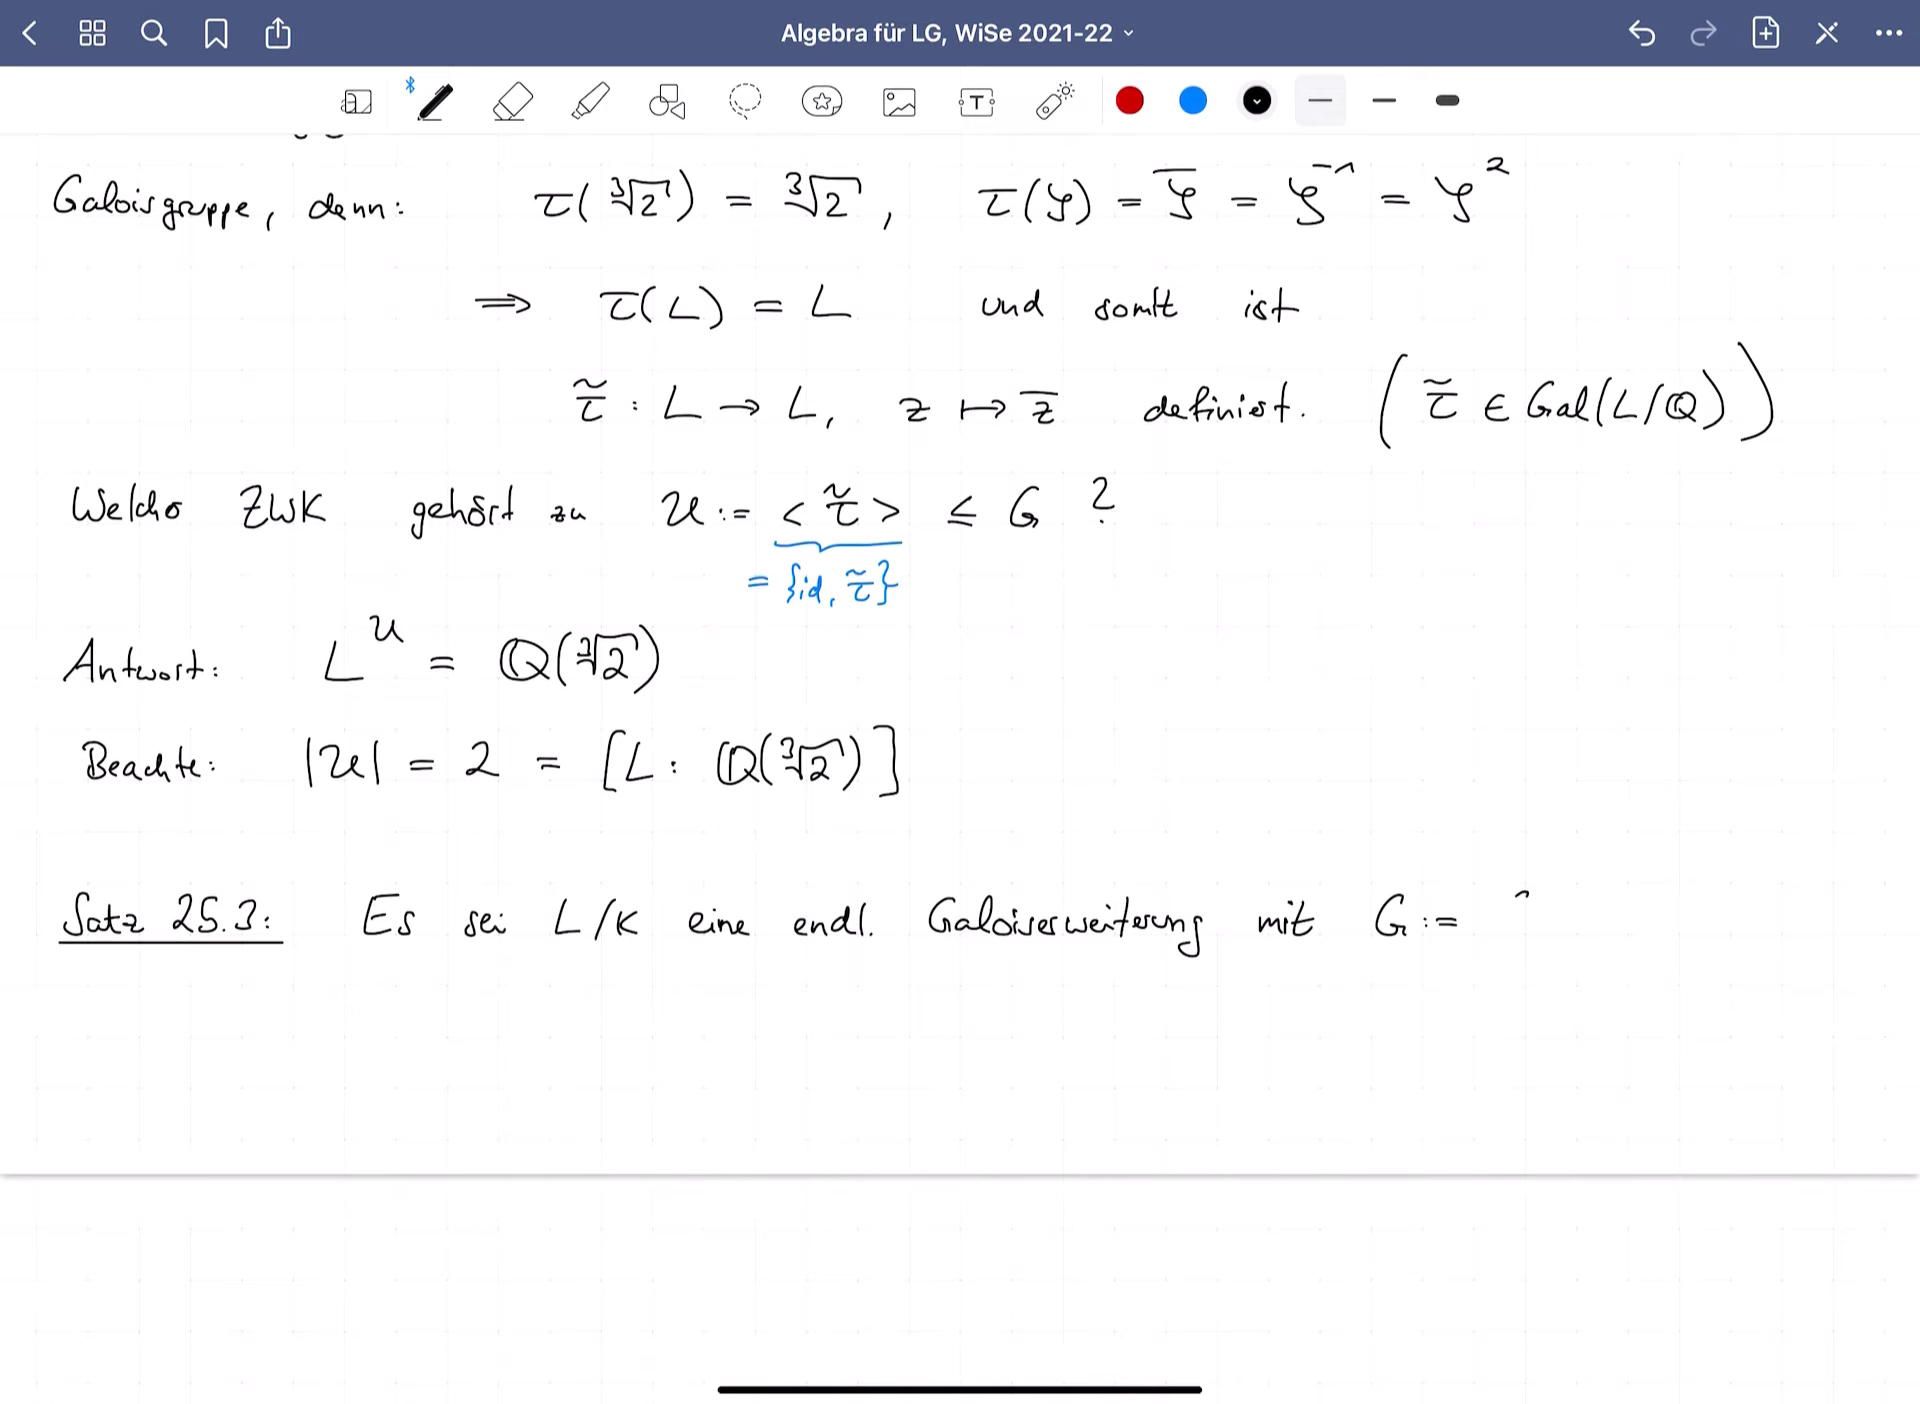 Algebra für LG, WiSe 2021-22
Galoisgruppe, denn: τ(∛2) = ∛2, τ(ζ) = ζ̅ = ζ⁻¹ = ζ²
⟹ τ(L) = L und somit ist
τ̃ : L → L, z ↦ z̅ definiert. (τ̃ ∈ Gal(L/ℚ))
Welcher ZWK gehört zu U := <τ̃> ≤ G ?
= {id, τ̃}
Antwort: L^U = ℚ(∛2)
Beachte: |U| = 2 = [L : ℚ(∛2)]
Satz 25.3: Es sei L/K eine endl. Galoiserweiterung mit G :=